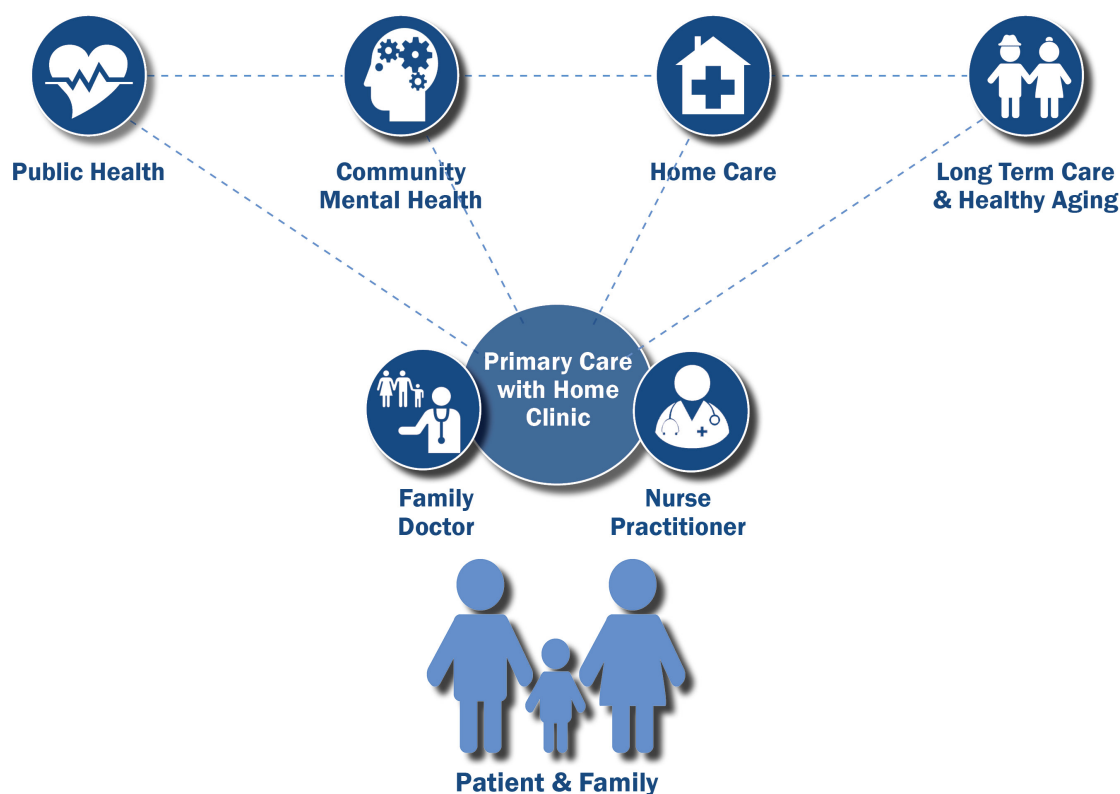 Public Health
Community
Mental Health
Home Care
Long Term Care
& Healthy Aging
Primary Care
with Home
Clinic
Family
Doctor
Nurse
Practitioner
Patient & Family